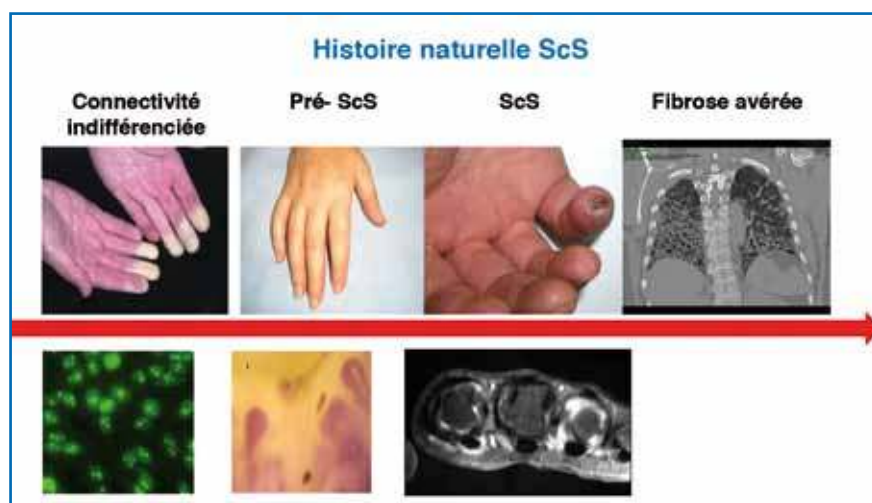 Histoire naturelle ScS
Connectivité
indifférenciée
Pré- ScS
ScS
Fibrose avérée